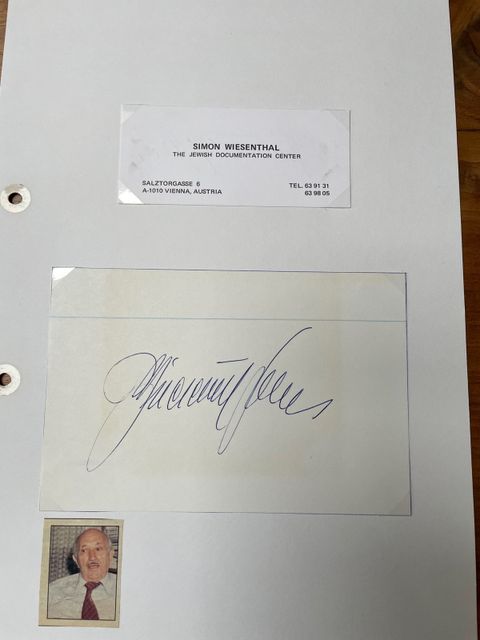 SIMON WIESENTHAL
THE JEWISH DOCUMENTATION CENTER
SALZTORGASSE 6
A-1010 VIENNA, AUSTRIA
TEL. 63 91 31
63 98 05